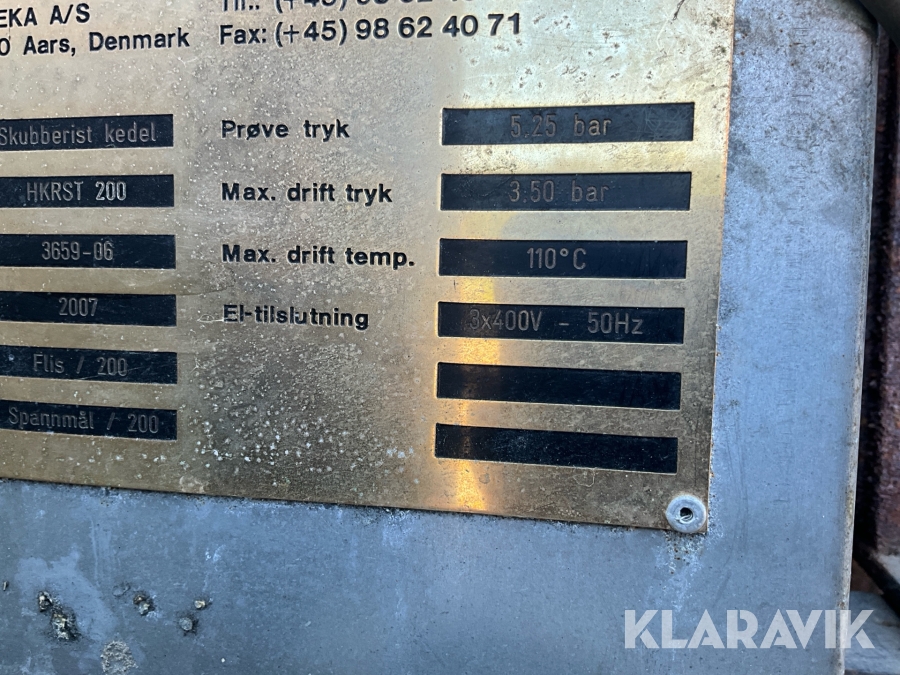 EKA A/S
Fax: (+45) 98 62 40 71
0 Aars, Denmark
Skubberist kedel
Prøve tryk
5,25 bar
HKRST 200
Max. drift tryk
3,50 bar
3659-06
Max. drift temp.
110°C
2007
El-tilslutning
3x400V - 50Hz
Flis / 200
Spannmål / 200
KLARAVIK